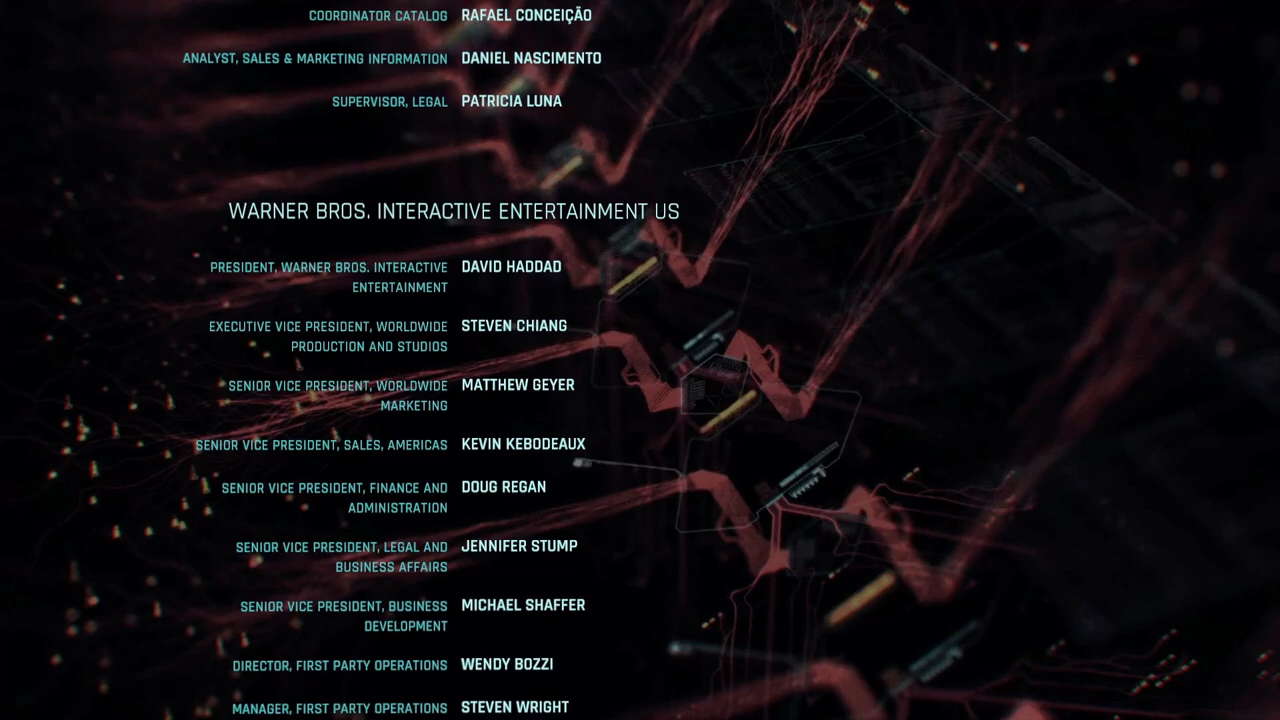 COORDINATOR CATALOG RAFAEL CONCEIÇÃO
ANALYST, SALES & MARKETING INFORMATION DANIEL NASCIMENTO
SUPERVISOR, LEGAL PATRICIA LUNA
WARNER BROS. INTERACTIVE ENTERTAINMENT US
PRESIDENT, WARNER BROS. INTERACTIVE DAVID HADDAD
ENTERTAINMENT
EXECUTIVE VICE PRESIDENT, WORLDWIDE STEVEN CHIANG
PRODUCTION AND STUDIOS
SENIOR VICE PRESIDENT, WORLDWIDE MATTHEW GEYER
MARKETING
SENIOR VICE PRESIDENT, SALES, AMERICAS KEVIN KEBODEAUX
SENIOR VICE PRESIDENT, FINANCE AND DOUG REGAN
ADMINISTRATION
SENIOR VICE PRESIDENT, LEGAL AND JENNIFER STUMP
BUSINESS AFFAIRS
SENIOR VICE PRESIDENT, BUSINESS MICHAEL SHAFFER
DEVELOPMENT
DIRECTOR, FIRST PARTY OPERATIONS WENDY BOZZI
MANAGER, FIRST PARTY OPERATIONS STEVEN WRIGHT